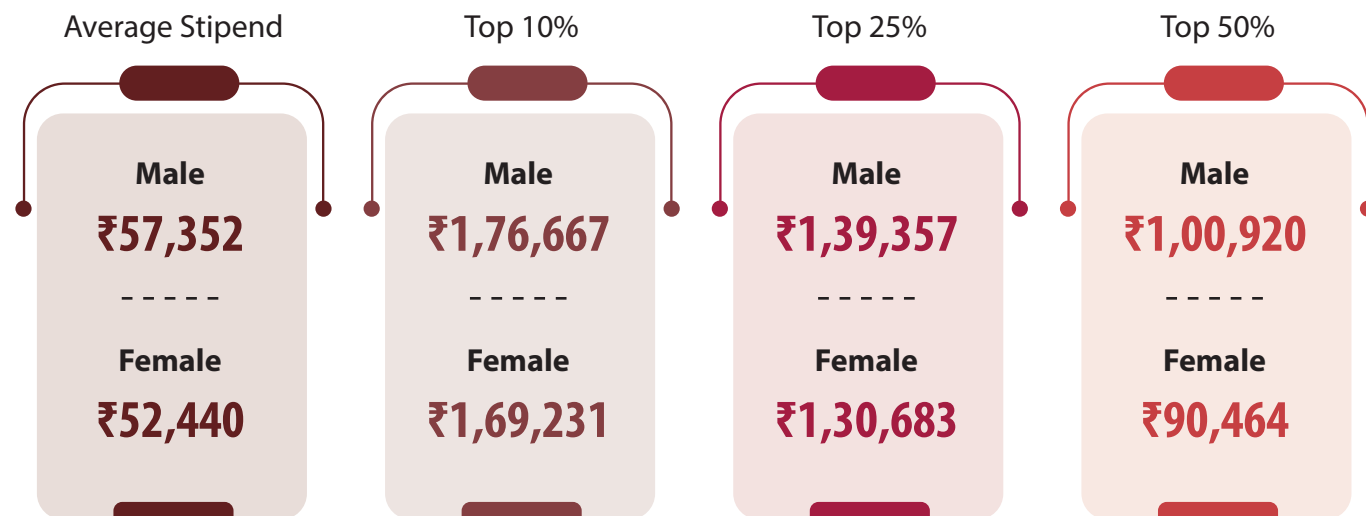 Average Stipend
Male
₹57,352
Female
₹52,440
Top 10%
Male
₹1,76,667
Female
₹1,69,231
Top 25%
Male
₹1,39,357
Female
₹1,30,683
Top 50%
Male
₹1,00,920
Female
₹90,464